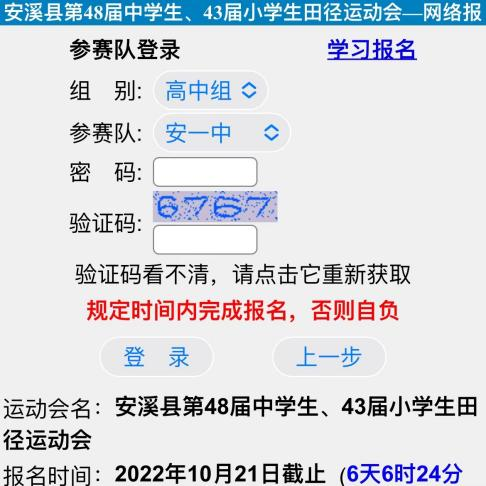 安溪县第48届中学生、43届小学生田径运动会—网络报
参赛队登录 学习报名
组 别: 高中组
参赛队: 安一中
密 码:
6767
验证码:
验证码看不清，请点击它重新获取
规定时间内完成报名，否则自负
登 录 上一步
运动会名：安溪县第48届中学生、43届小学生田
径运动会
报名时间：2022年10月21日截止 (6天6时24分